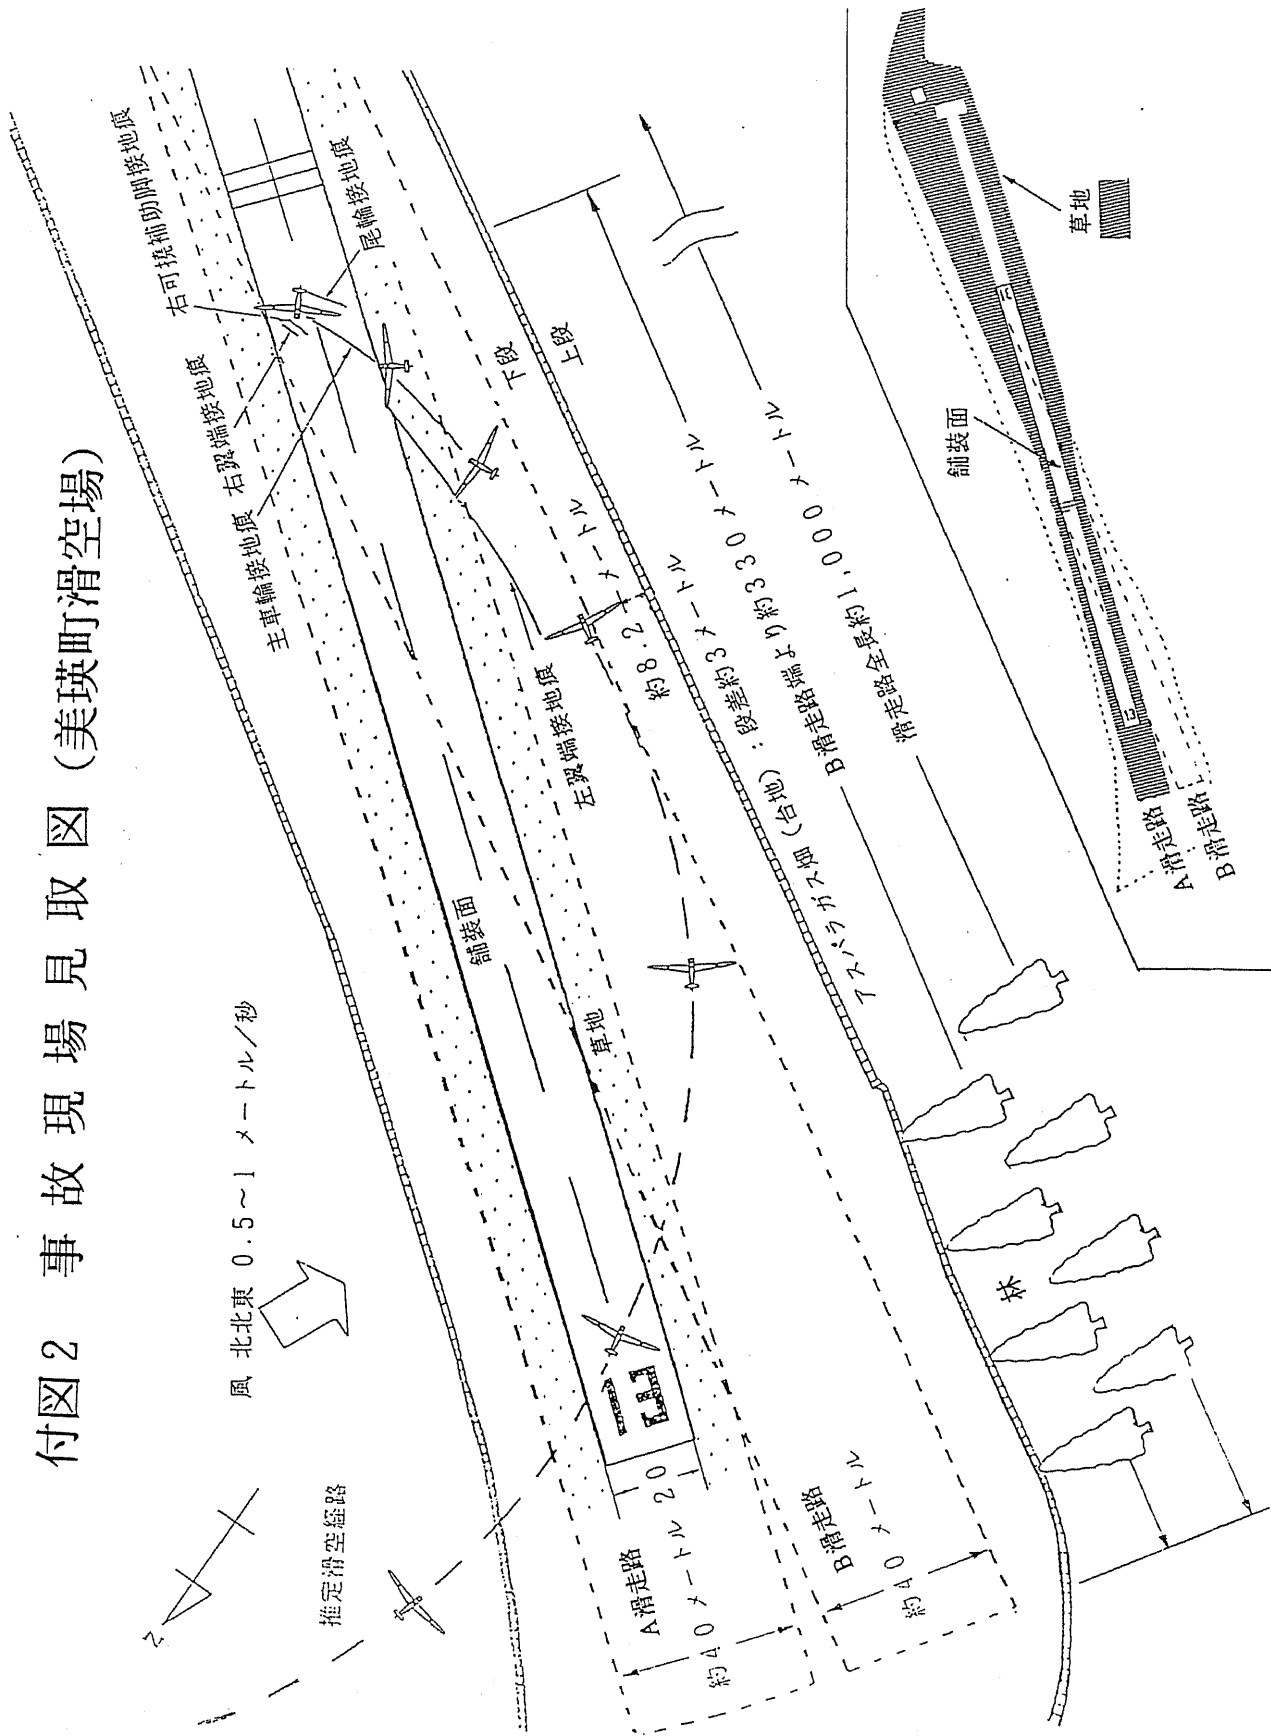 付図2 事故現場見取図(美瑛町滑空場)
N
風 北北東 0.5~1 メートル/秒
推定滑空経路
右可撓補助脚接地痕
右翼端接地痕
主車輪接地痕
尾輪接地痕
左翼端接地痕
舗装面
草地
下段
上段
約8.2メートル
アスパラガス畑(台地):段差約3メートル
B滑走路端より約330メートル
滑走路全長約1,000メートル
A滑走路
約40メートル
20
B滑走路
約40メートル
林
舗装面
草地
A滑走路
B滑走路